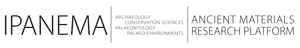 IPANEMA
ARCHAEOLOGY
CONSERVATION SCIENCES
PALAEONTOLOGY
PALAEO-ENVIRONMENTS
ANCIENT MATERIALS
RESEARCH PLATFORM